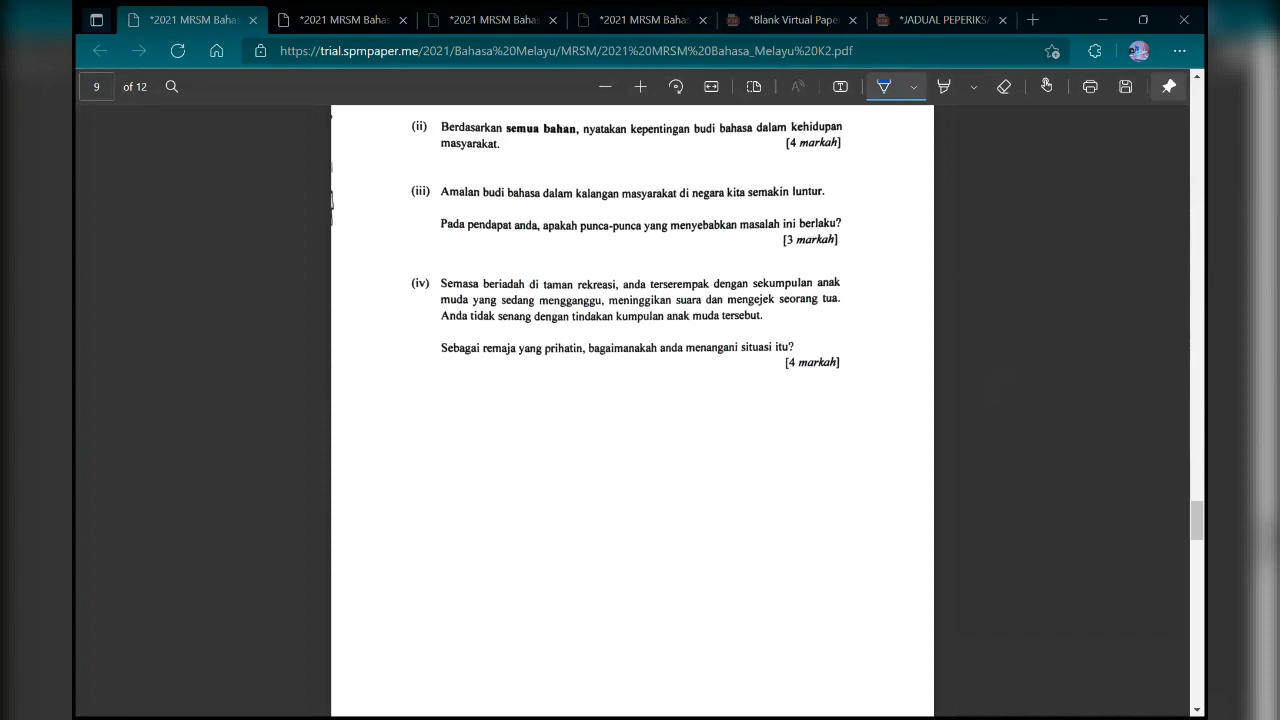 *2021 MRSM Bahas
*2021 MRSM Bahas
*2021 MRSM Bahas
*2021 MRSM Bahas
*Blank Virtual Pape
*JADUAL PEPERIKSA
https://trial.spmpaper.me/2021/Bahasa%20Melayu/MRSM/2021%20MRSM%20Bahasa_Melayu%20K2.pdf
9 of 12
(ii) Berdasarkan semua bahan, nyatakan kepentingan budi bahasa dalam kehidupan
masyarakat. [4 markah]
(iii) Amalan budi bahasa dalam kalangan masyarakat di negara kita semakin luntur.
Pada pendapat anda, apakah punca-punca yang menyebabkan masalah ini berlaku?
[3 markah]
(iv) Semasa beriadah di taman rekreasi, anda terserempak dengan sekumpulan anak
muda yang sedang mengganggu, meninggikan suara dan mengejek seorang tua.
Anda tidak senang dengan tindakan kumpulan anak muda tersebut.
Sebagai remaja yang prihatin, bagaimanakah anda menangani situasi itu?
[4 markah]